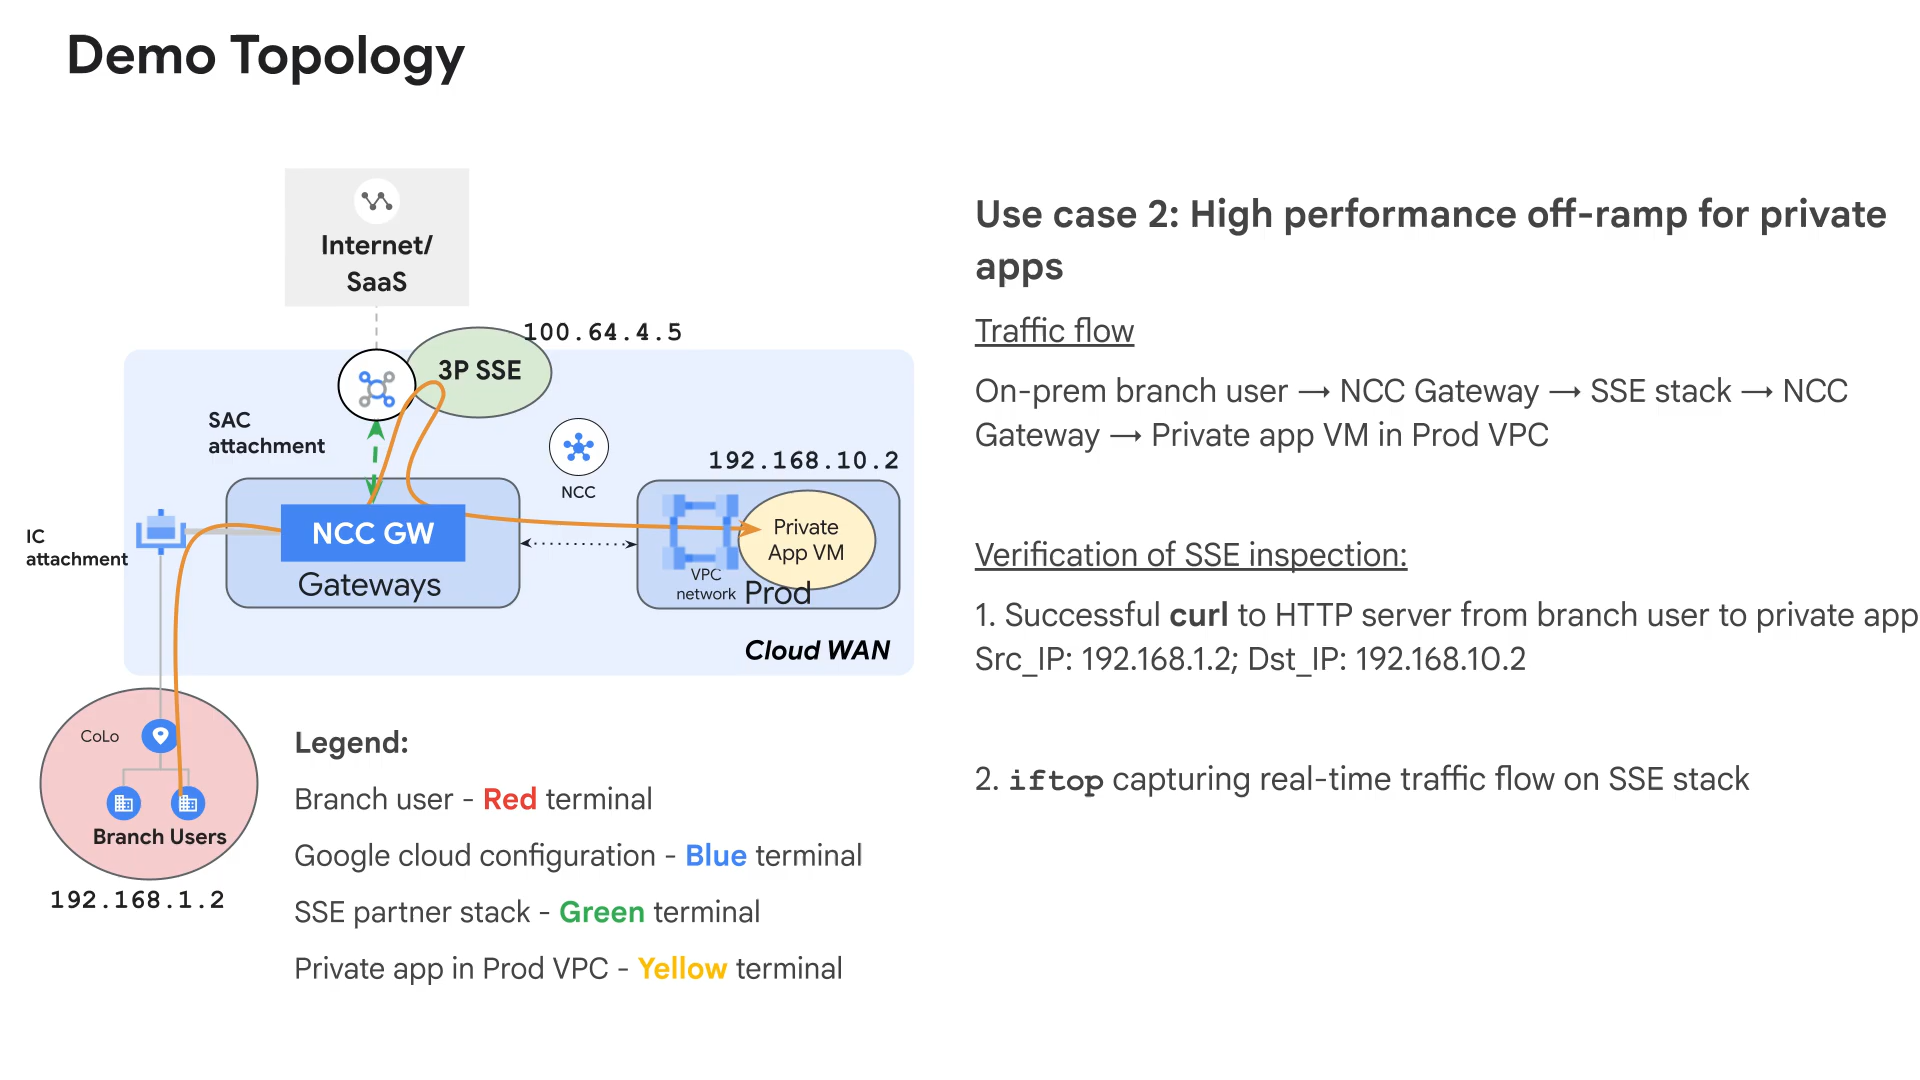 Demo Topology
Internet/
SaaS
100.64.4.5
3P SSE
SAC
attachment
NCC
192.168.10.2
IC
attachment
NCC GW
Gateways
Private
App VM
VPC
network
Prod
Cloud WAN
CoLo
Branch Users
192.168.1.2
Legend:
Branch user - Red terminal
Google cloud configuration - Blue terminal
SSE partner stack - Green terminal
Private app in Prod VPC - Yellow terminal
Use case 2: High performance off-ramp for private
apps
Traffic flow
On-prem branch user → NCC Gateway → SSE stack → NCC
Gateway → Private app VM in Prod VPC
Verification of SSE inspection:
1. Successful curl to HTTP server from branch user to private app
Src_IP: 192.168.1.2; Dst_IP: 192.168.10.2
2. iftop capturing real-time traffic flow on SSE stack